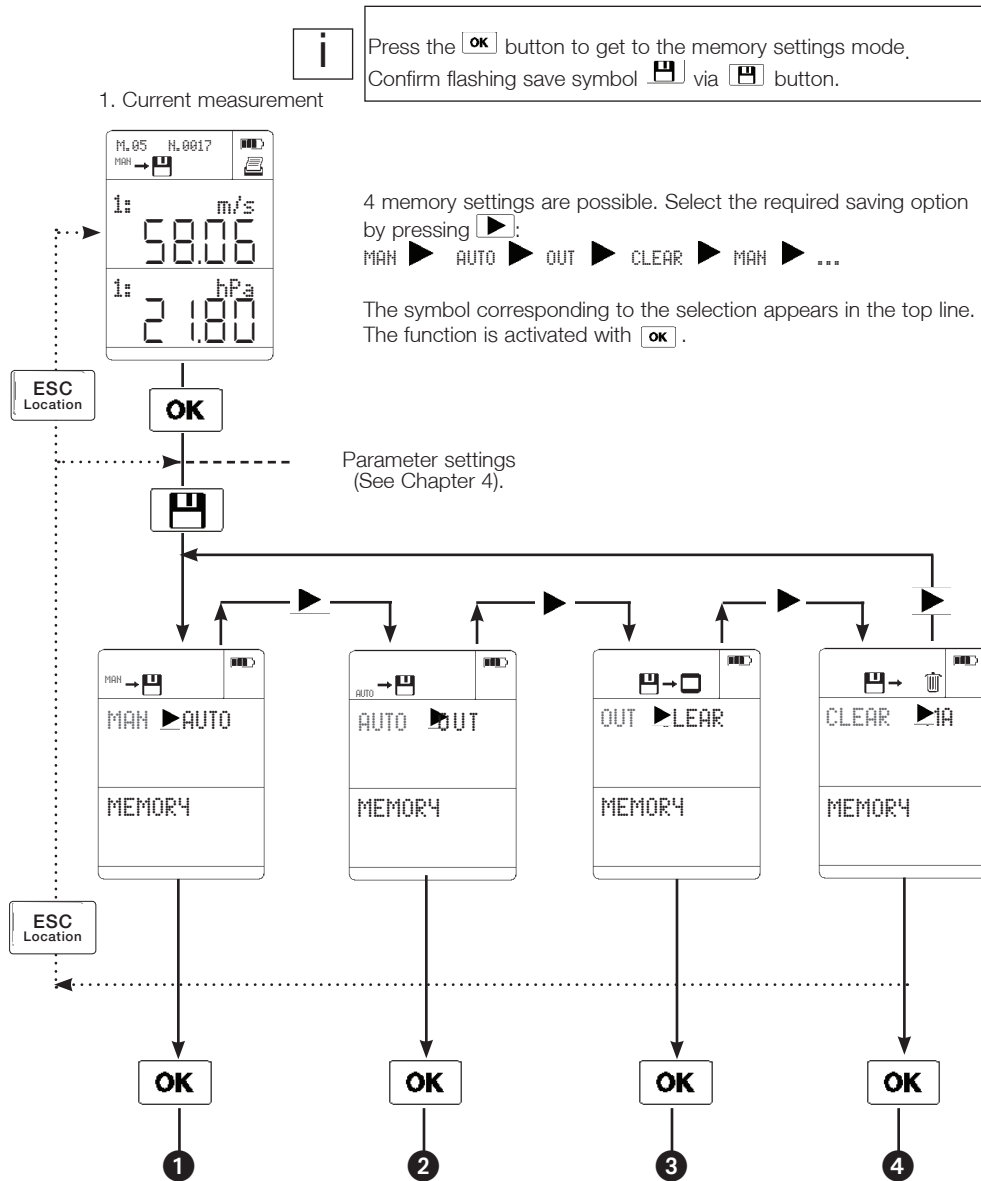 i
Press the OK button to get to the memory settings mode.
Confirm flashing save symbol via button.
1. Current measurement
M.05 N.0017
MAN
1: m/s
58.06
1: hPa
21.80
4 memory settings are possible. Select the required saving option
by pressing :
MAN AUTO OUT CLEAR MAN ...
The symbol corresponding to the selection appears in the top line.
The function is activated with OK .
ESC
Location
OK
Parameter settings
(See Chapter 4).
MAN
MAN AUTO
MEMORY
AUTO
AUTO OUT
MEMORY
OUT LEAR
MEMORY
CLEAR MA
MEMORY
ESC
Location
OK
OK
OK
OK
1
2
3
4